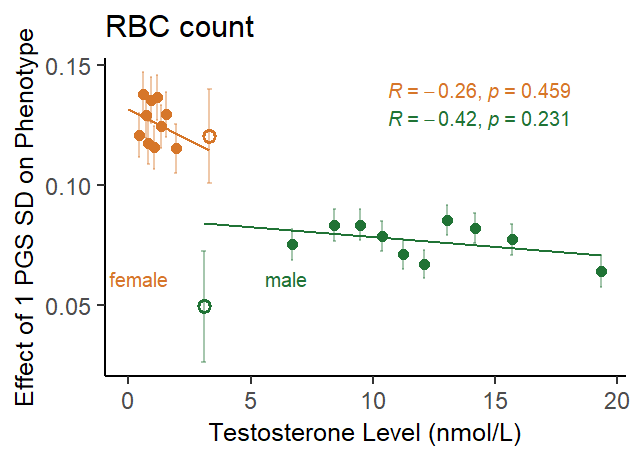 RBC count
Effect of 1 PGS SD on Phenotype
0.15
0.10
0.05
R = −0.26, p = 0.459
R = −0.42, p = 0.231
female
male
0 5 10 15 20
Testosterone Level (nmol/L)